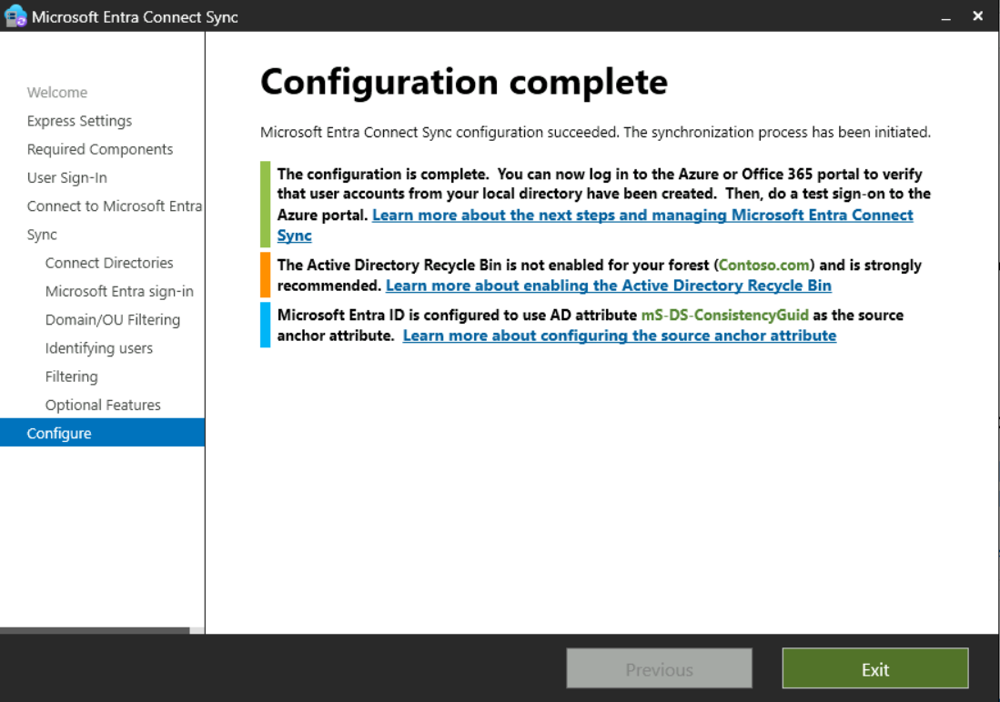 Microsoft Entra Connect Sync
Welcome
Express Settings
Required Components
User Sign-In
Connect to Microsoft Entra
Sync
Connect Directories
Microsoft Entra sign-in
Domain/OU Filtering
Identifying users
Filtering
Optional Features
Configure
Configuration complete
Microsoft Entra Connect Sync configuration succeeded. The synchronization process has been initiated.
The configuration is complete.  You can now log in to the Azure or Office 365 portal to verify
that user accounts from your local directory have been created.  Then, do a test sign-on to the
Azure portal. Learn more about the next steps and managing Microsoft Entra Connect
Sync
The Active Directory Recycle Bin is not enabled for your forest (Contoso.com) and is strongly
recommended. Learn more about enabling the Active Directory Recycle Bin
Microsoft Entra ID is configured to use AD attribute mS-DS-ConsistencyGuid as the source
anchor attribute.  Learn more about configuring the source anchor attribute
Previous
Exit